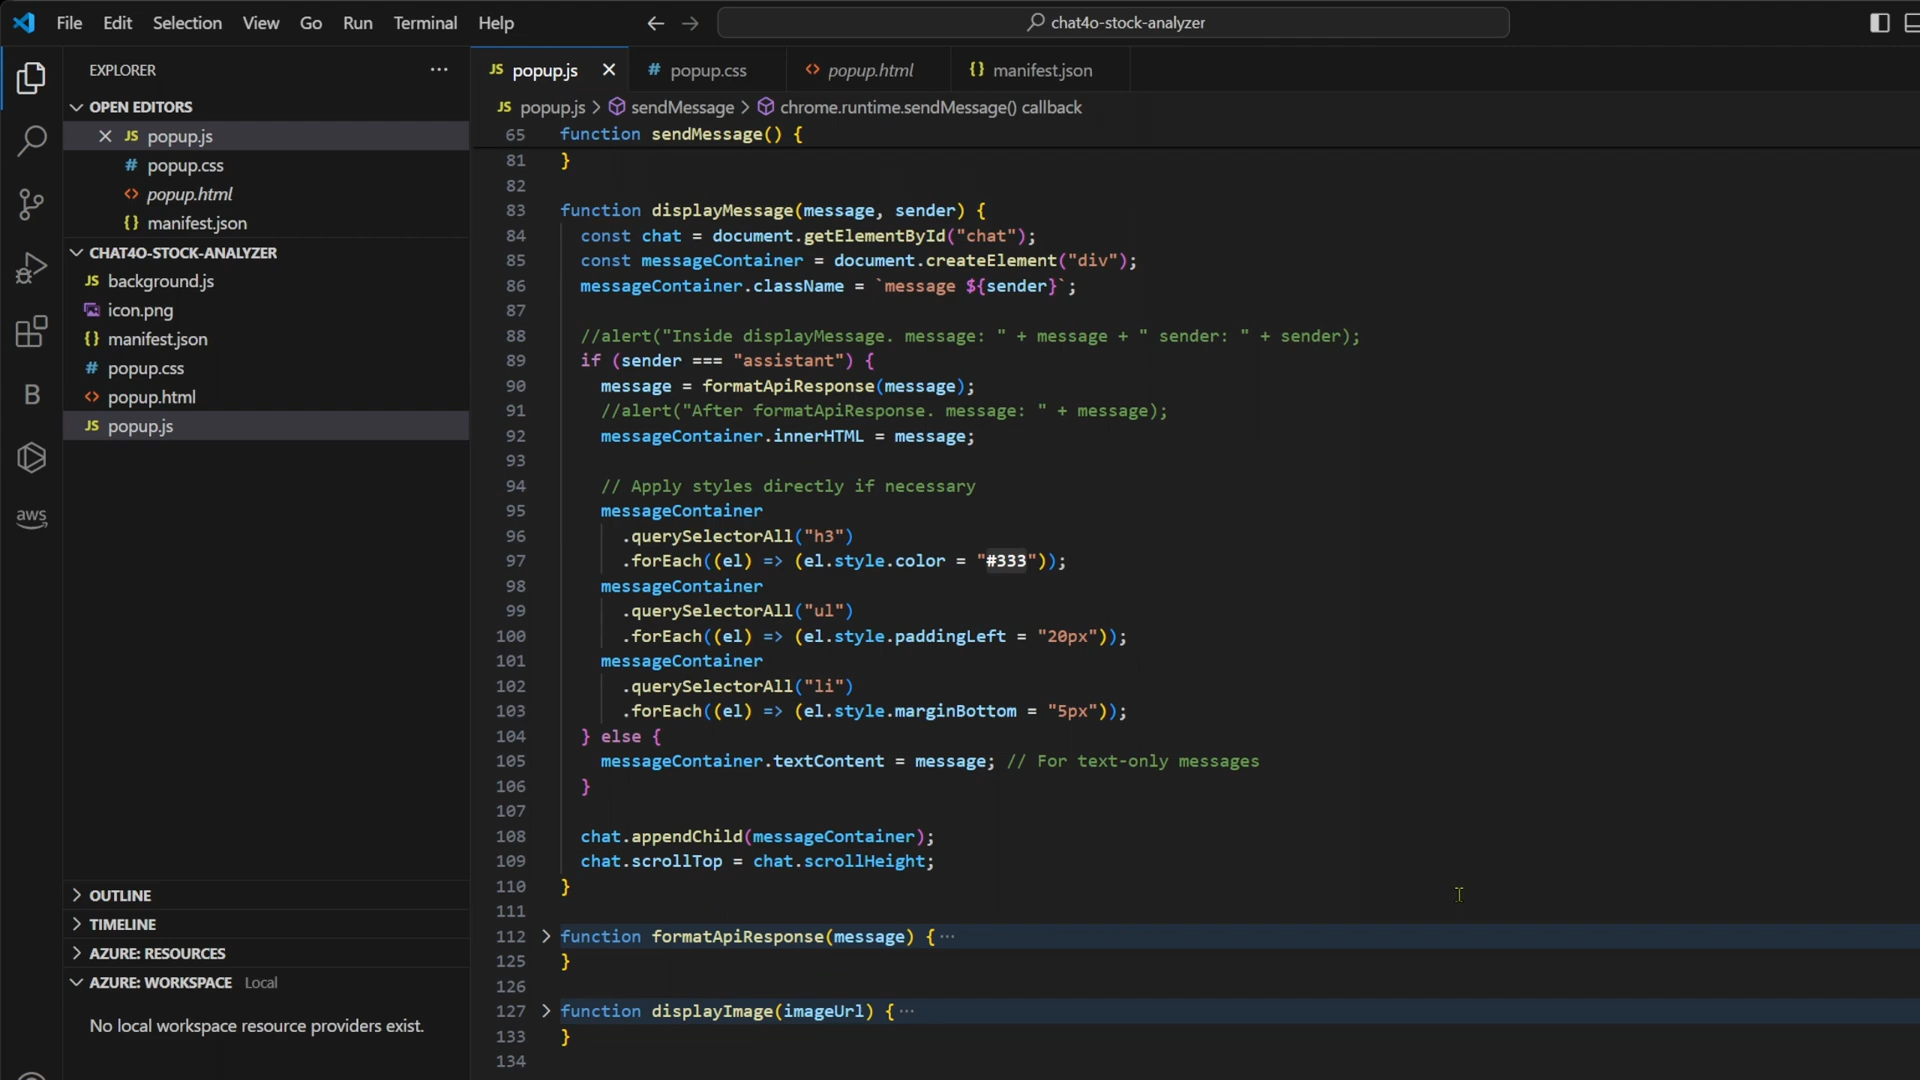 File Edit Selection View Go Run Terminal Help
chat4o-stock-analyzer
EXPLORER
OPEN EDITORS
JS popup.js
# popup.css
<> popup.html
{} manifest.json
CHAT4O-STOCK-ANALYZER
JS background.js
icon.png
{} manifest.json
# popup.css
<> popup.html
JS popup.js
OUTLINE
TIMELINE
AZURE: RESOURCES
AZURE: WORKSPACE Local
No local workspace resource providers exist.
B
aws
JS popup.js # popup.css <> popup.html {} manifest.json
JS popup.js > sendMessage > chrome.runtime.sendMessage() callback
65 function sendMessage() {
81 }
82
83 function displayMessage(message, sender) {
84 const chat = document.getElementById("chat");
85 const messageContainer = document.createElement("div");
86 messageContainer.className = `message ${sender}`;
87
88 //alert("Inside displayMessage. message: " + message + " sender: " + sender);
89 if (sender === "assistant") {
90 message = formatApiResponse(message);
91 //alert("After formatApiResponse. message: " + message);
92 messageContainer.innerHTML = message;
93
94 // Apply styles directly if necessary
95 messageContainer
96 .querySelectorAll("h3")
97 .forEach((el) => (el.style.color = "#333"));
98 messageContainer
99 .querySelectorAll("ul")
100 .forEach((el) => (el.style.paddingLeft = "20px"));
101 messageContainer
102 .querySelectorAll("li")
103 .forEach((el) => (el.style.marginBottom = "5px"));
104 } else {
105 messageContainer.textContent = message; // For text-only messages
106 }
107
108 chat.appendChild(messageContainer);
109 chat.scrollTop = chat.scrollHeight;
110 }
111
112 function formatApiResponse(message) {···
125 }
126
127 function displayImage(imageUrl) {···
133 }
134